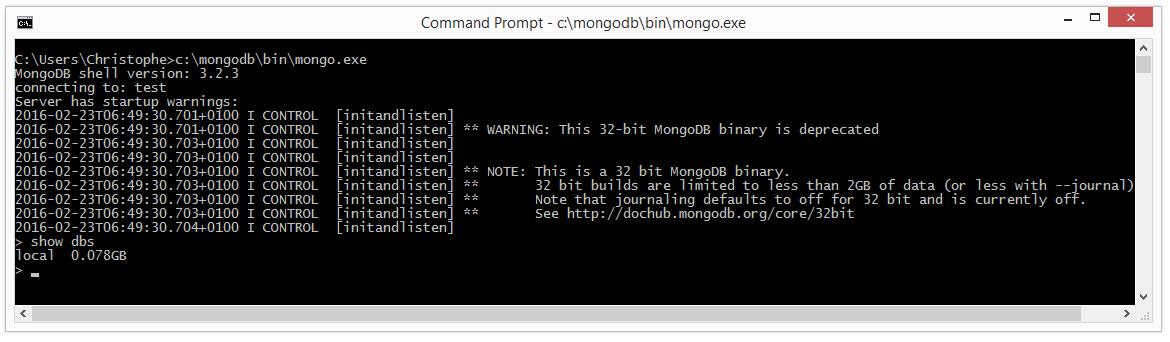 Command Prompt - c:\mongodb\bin\mongo.exe
C:\Users\Christophe>c:\mongodb\bin\mongo.exe
MongoDB shell version: 3.2.3
connecting to: test
Server has startup warnings:
2016-02-23T06:49:30.701+0100 I CONTROL  [initandlisten]
2016-02-23T06:49:30.701+0100 I CONTROL  [initandlisten] ** WARNING: This 32-bit MongoDB binary is deprecated
2016-02-23T06:49:30.703+0100 I CONTROL  [initandlisten]
2016-02-23T06:49:30.703+0100 I CONTROL  [initandlisten]
2016-02-23T06:49:30.703+0100 I CONTROL  [initandlisten] ** NOTE: This is a 32 bit MongoDB binary.
2016-02-23T06:49:30.703+0100 I CONTROL  [initandlisten] **       32 bit builds are limited to less than 2GB of data (or less with --journal)
2016-02-23T06:49:30.703+0100 I CONTROL  [initandlisten] **       Note that journaling defaults to off for 32 bit and is currently off.
2016-02-23T06:49:30.703+0100 I CONTROL  [initandlisten] **       See http://dochub.mongodb.org/core/32bit
2016-02-23T06:49:30.704+0100 I CONTROL  [initandlisten]
> show dbs
local  0.078GB
> _